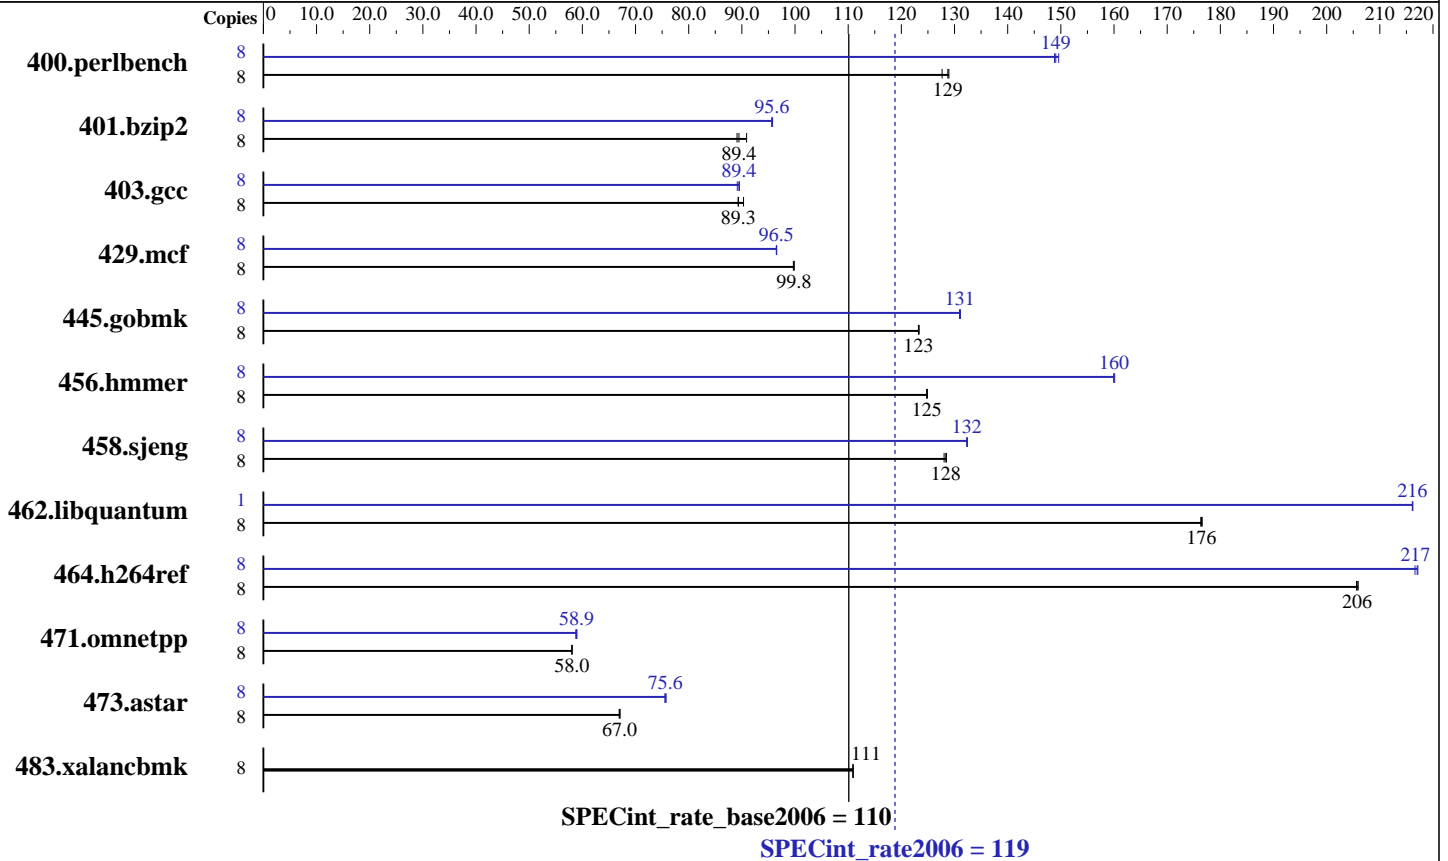 Copies 0 10.0 20.0 30.0 40.0 50.0 60.0 70.0 80.0 90.0 100 110 120 130 140 150 160 170 180 190 200 210 220
400.perlbench 8 149
8 129
401.bzip2 8 95.6
8 89.4
403.gcc 8 89.4
8 89.3
429.mcf 8 96.5
8 99.8
445.gobmk 8 131
8 123
456.hmmer 8 160
8 125
458.sjeng 8 132
8 128
462.libquantum 1 216
8 176
464.h264ref 8 217
8 206
471.omnetpp 8 58.9
8 58.0
473.astar 8 75.6
8 67.0
483.xalancbmk 8 111
SPECint_rate_base2006 = 110
SPECint_rate2006 = 119